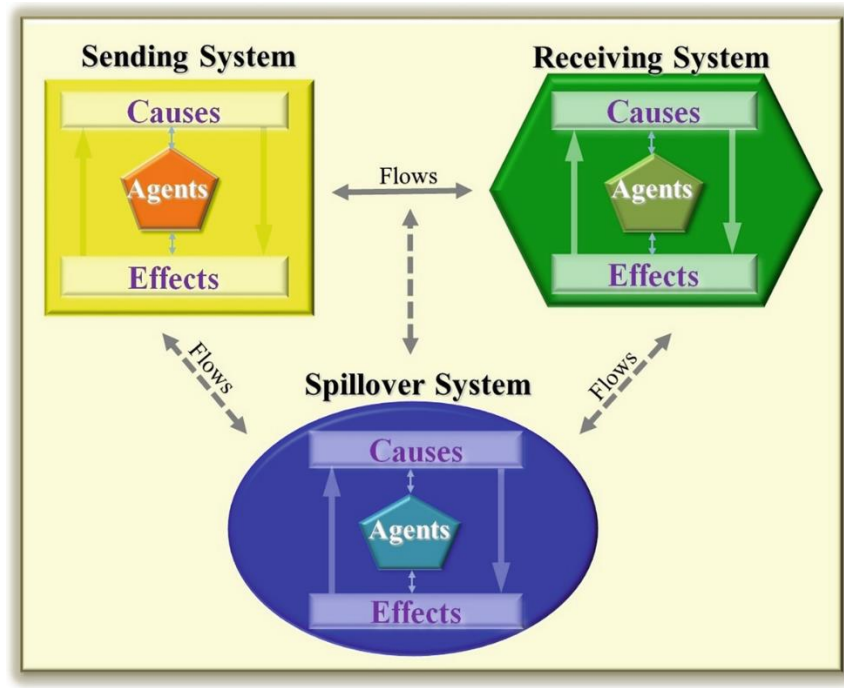 Sending System
Causes
Agents
Effects
Receiving System
Causes
Agents
Effects
Flows
Flows
Flows
Spillover System
Causes
Agents
Effects